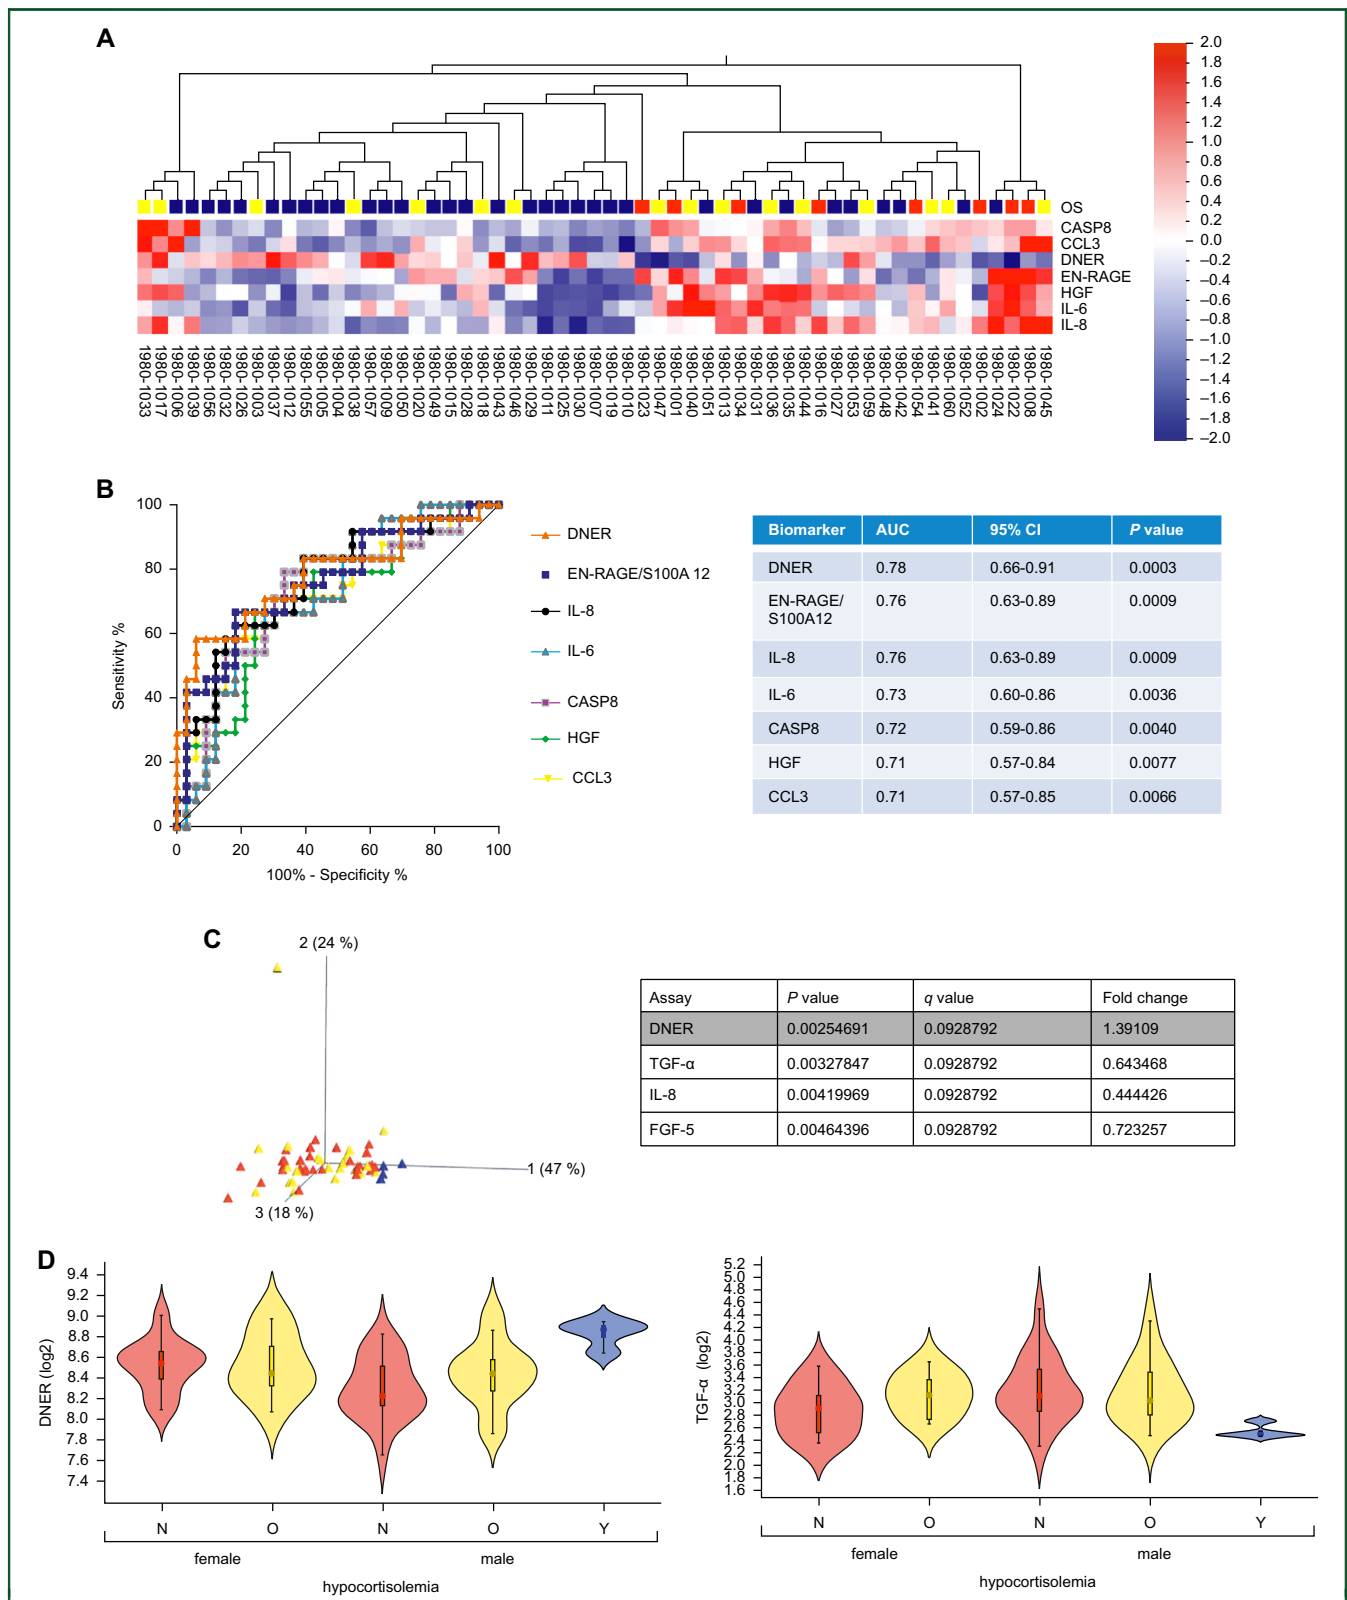 A
2.0
1.8
1.6
1.4
1.2
1.0
0.8
0.6
0.4
0.2
0.0
–0.2
–0.4
–0.6
–0.8
–1.0
–1.2
–1.4
–1.6
–1.8
–2.0
OS
CASP8
CCL3
DNER
EN-RAGE
HGF
IL-6
IL-8
1980-1033
1980-1017
1980-1006
1980-1039
1980-1056
1980-1032
1980-1026
1980-1003
1980-1037
1980-1012
1980-1055
1980-1005
1980-1004
1980-1038
1980-1057
1980-1009
1980-1050
1980-1020
1980-1049
1980-1015
1980-1028
1980-1018
1980-1043
1980-1046
1980-1029
1980-1011
1980-1025
1980-1030
1980-1007
1980-1019
1980-1010
1980-1023
1980-1047
1980-1001
1980-1040
1980-1051
1980-1013
1980-1034
1980-1031
1980-1036
1980-1035
1980-1044
1980-1016
1980-1027
1980-1053
1980-1059
1980-1048
1980-1042
1980-1054
1980-1041
1980-1060
1980-1052
1980-1002
1980-1024
1980-1022
1980-1008
1980-1045
B
Sensitivity %
100
80
60
40
20
0
0 20 40 60 80 100
100% - Specificity %
DNER
EN-RAGE/S100A 12
IL-8
IL-6
CASP8
HGF
CCL3
Biomarker AUC 95% CI P value
DNER 0.78 0.66-0.91 0.0003
EN-RAGE/ 0.76 0.63-0.89 0.0009
S100A12
IL-8 0.76 0.63-0.89 0.0009
IL-6 0.73 0.60-0.86 0.0036
CASP8 0.72 0.59-0.86 0.0040
HGF 0.71 0.57-0.84 0.0077
CCL3 0.71 0.57-0.85 0.0066
C
2 (24 %)
1 (47 %)
3 (18 %)
Assay P value q value Fold change
DNER 0.00254691 0.0928792 1.39109
TGF-α 0.00327847 0.0928792 0.643468
IL-8 0.00419969 0.0928792 0.444426
FGF-5 0.00464396 0.0928792 0.723257
D
DNER (log2)
9.4
9.2
9.0
8.8
8.6
8.4
8.2
8.0
7.8
7.6
7.4
N O N O Y
female male
hypocortisolemia
TGF-α (log2)
5.2
5.0
4.8
4.6
4.4
4.2
4.0
3.8
3.6
3.4
3.2
3.0
2.8
2.6
2.4
2.2
2.0
1.8
1.6
N O N O Y
female male
hypocortisolemia